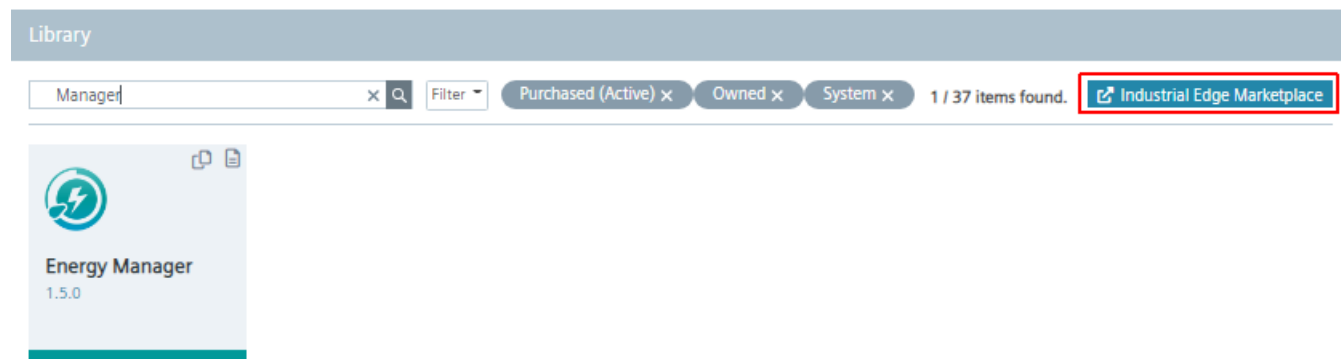 Library
Manager
Filter
Purchased (Active) ×
Owned ×
System ×
1 / 37 items found.
Industrial Edge Marketplace
Energy Manager
1.5.0